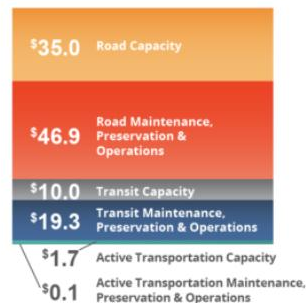 $35.0 Road Capacity
$46.9 Road Maintenance,
Preservation &
Operations
$10.0 Transit Capacity
$19.3 Transit Maintenance,
Preservation & Operations
$1.7 Active Transportation Capacity
$0.1 Active Transportation Maintenance,
Preservation & Operations